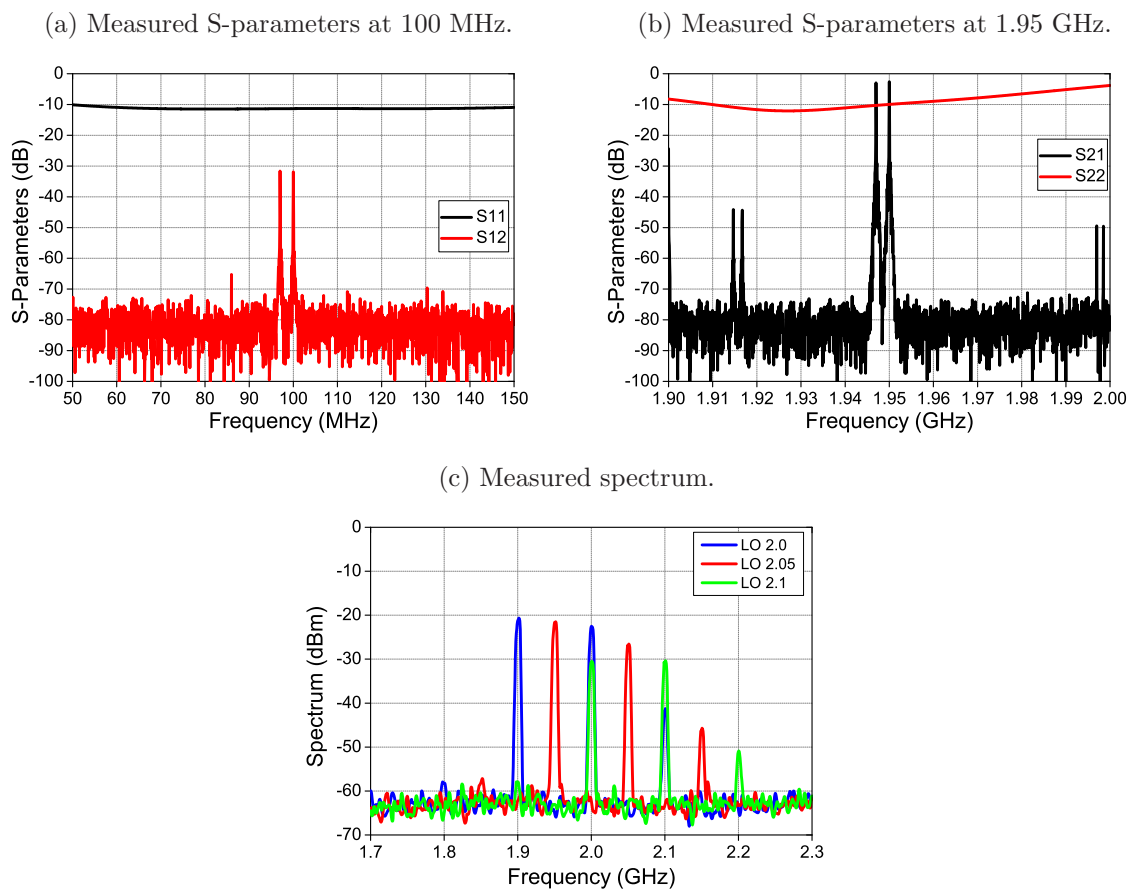 (a) Measured S-parameters at 100 MHz.
(b) Measured S-parameters at 1.95 GHz.
0
-10
-20
-30
-40
-50
-60
-70
-80
-90
-100
S-Parameters (dB)
S11
S12
50 60 70 80 90 100 110 120 130 140 150
Frequency (MHz)
0
-10
-20
-30
-40
-50
-60
-70
-80
-90
-100
S-Parameters (dB)
S21
S22
1.90 1.91 1.92 1.93 1.94 1.95 1.96 1.97 1.98 1.99 2.00
Frequency (GHz)
(c) Measured spectrum.
0
-10
-20
-30
-40
-50
-60
-70
Spectrum (dBm)
LO 2.0
LO 2.05
LO 2.1
1.7 1.8 1.9 2.0 2.1 2.2 2.3
Frequency (GHz)